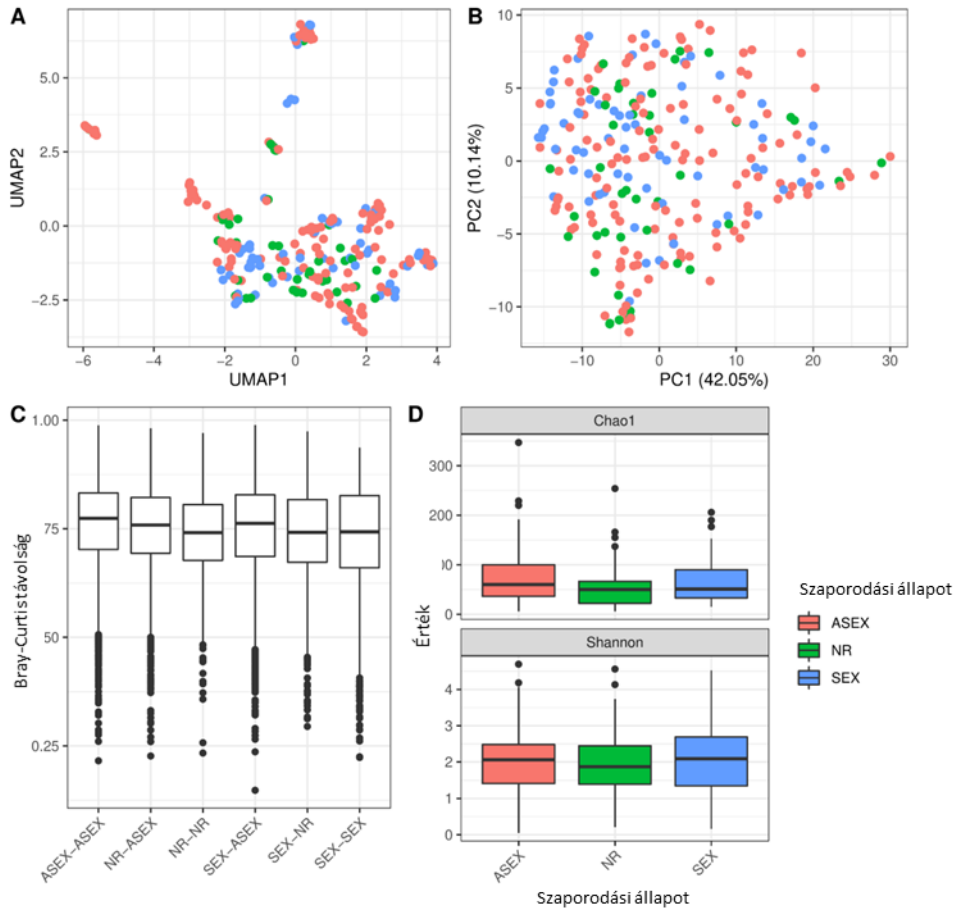 A
UMAP2
5.0
2.5
0.0
−2.5
−6
−4
−2
0
2
4
UMAP1
B
PC2 (10.14%)
10
5
0
−5
−10
−10
0
10
20
30
PC1 (42.05%)
C
Bray-Curtis távolság
1.00
75
50
0.25
ASEX−ASEX
NR−ASEX
NR−NR
SEX−ASEX
SEX−NR
SEX−SEX
D
Érték
Chao1
300
200
00
0
Shannon
4
3
2
1
0
ASEX
NR
SEX
Szaporodási állapot
Szaporodási állapot
ASEX
NR
SEX